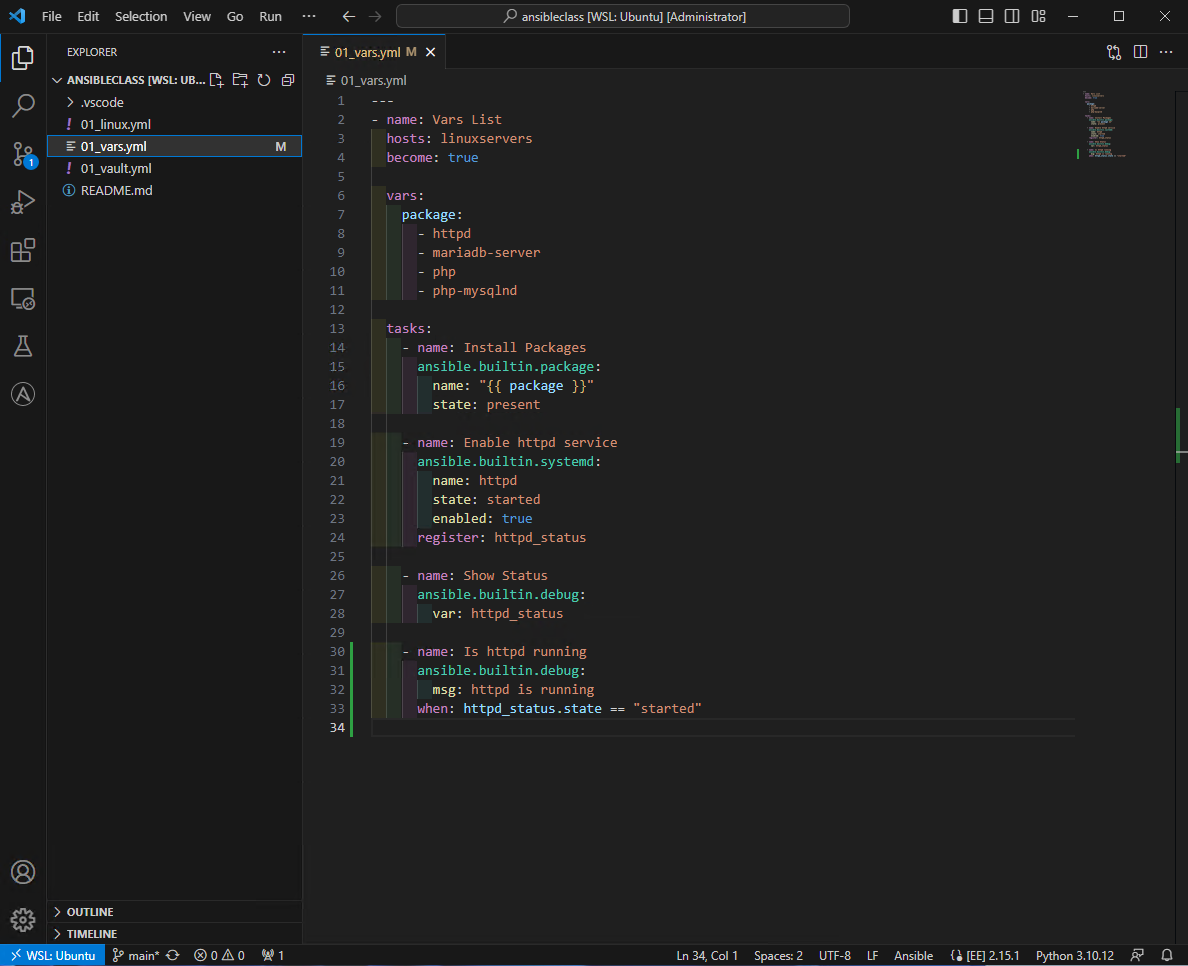 File Edit Selection View Go Run ··· ansibleclass [WSL: Ubuntu] [Administrator]
EXPLORER
ANSIBLECLASS [WSL: UB...
.vscode
! 01_linux.yml
01_vars.yml M
! 01_vault.yml
README.md
OUTLINE
TIMELINE
01_vars.yml M
01_vars.yml
1 ---
2 - name: Vars List
3   hosts: linuxservers
4   become: true
5
6   vars:
7     package:
8       - httpd
9       - mariadb-server
10       - php
11       - php-mysqlnd
12
13   tasks:
14     - name: Install Packages
15       ansible.builtin.package:
16         name: "{{ package }}"
17         state: present
18
19     - name: Enable httpd service
20       ansible.builtin.systemd:
21         name: httpd
22         state: started
23         enabled: true
24       register: httpd_status
25
26     - name: Show Status
27       ansible.builtin.debug:
28         var: httpd_status
29
30     - name: Is httpd running
31       ansible.builtin.debug:
32         msg: httpd is running
33       when: httpd_status.state == "started"
34
1
WSL: Ubuntu main* 0 0 1 Ln 34, Col 1 Spaces: 2 UTF-8 LF Ansible [EE] 2.15.1 Python 3.10.12